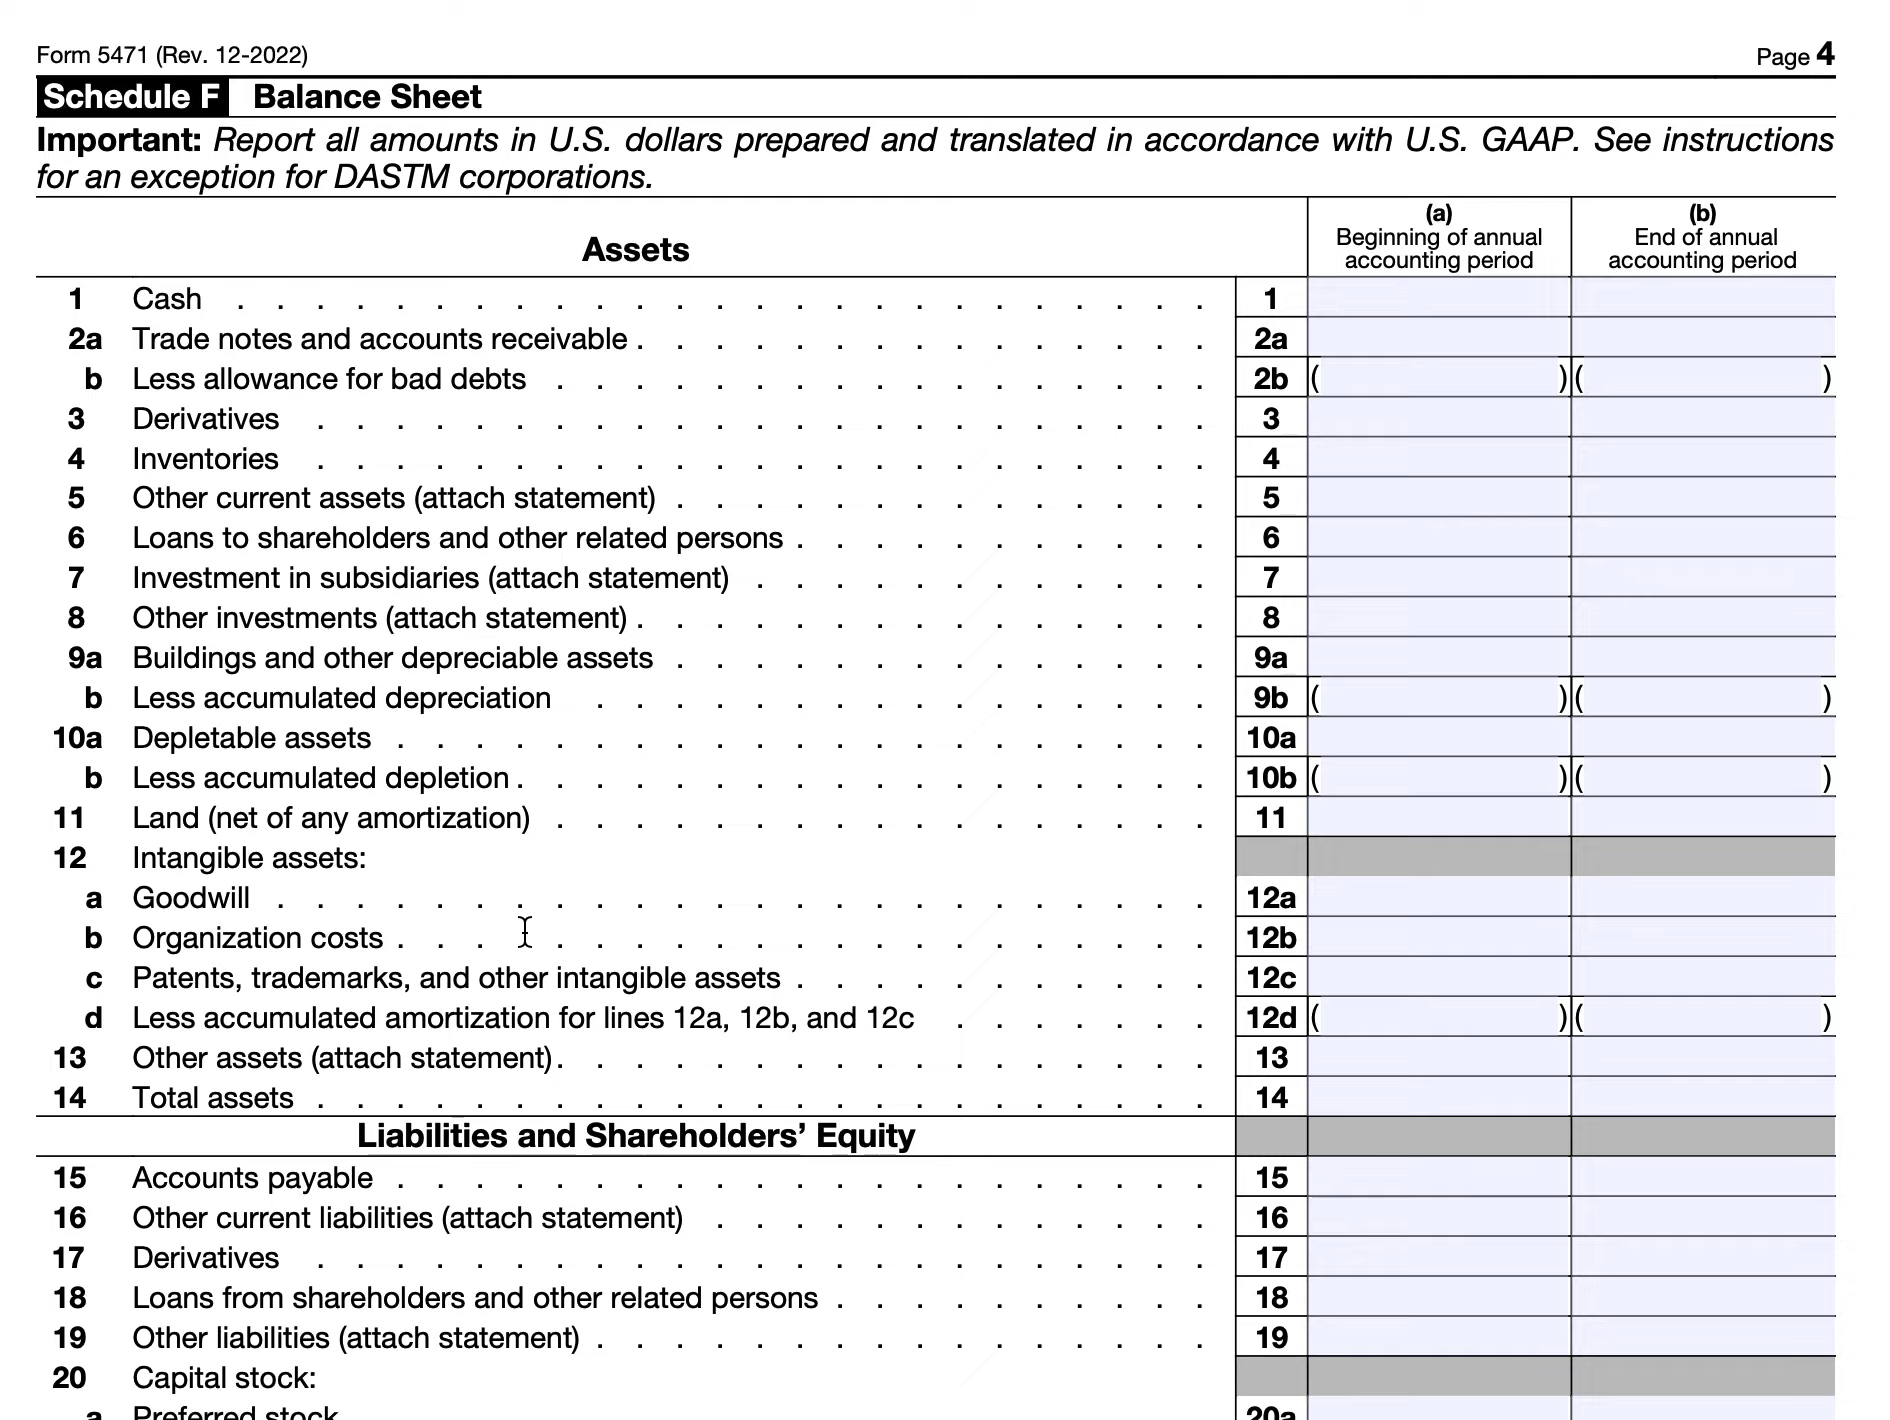 Form 5471 (Rev. 12-2022) Page 4
Schedule F Balance Sheet
Important: Report all amounts in U.S. dollars prepared and translated in accordance with U.S. GAAP. See instructions
for an exception for DASTM corporations.
Assets
(a)
Beginning of annual
accounting period
(b)
End of annual
accounting period
1 Cash . . . . . . . . . . . . . . . . . . . . . . . . . 1
2a Trade notes and accounts receivable . . . . . . . . . . . . . . . 2a
b Less allowance for bad debts . . . . . . . . . . . . . . . . . 2b ( ) ( )
3 Derivatives . . . . . . . . . . . . . . . . . . . . . . . 3
4 Inventories . . . . . . . . . . . . . . . . . . . . . . . 4
5 Other current assets (attach statement) . . . . . . . . . . . . . . 5
6 Loans to shareholders and other related persons . . . . . . . . . . . 6
7 Investment in subsidiaries (attach statement) . . . . . . . . . . . . 7
8 Other investments (attach statement) . . . . . . . . . . . . . . . 8
9a Buildings and other depreciable assets . . . . . . . . . . . . . . 9a
b Less accumulated depreciation . . . . . . . . . . . . . . . . 9b ( ) ( )
10a Depletable assets . . . . . . . . . . . . . . . . . . . . . 10a
b Less accumulated depletion . . . . . . . . . . . . . . . . . . 10b ( ) ( )
11 Land (net of any amortization) . . . . . . . . . . . . . . . . . 11
12 Intangible assets:
a Goodwill . . . . . . . . . . . . . . . . . . . . . . . . 12a
b Organization costs . . . . . . . . . . . . . . . . . . . . . 12b
c Patents, trademarks, and other intangible assets . . . . . . . . . . . 12c
d Less accumulated amortization for lines 12a, 12b, and 12c . . . . . . . 12d ( ) ( )
13 Other assets (attach statement) . . . . . . . . . . . . . . . . . 13
14 Total assets . . . . . . . . . . . . . . . . . . . . . . . 14
Liabilities and Shareholders’ Equity
15 Accounts payable . . . . . . . . . . . . . . . . . . . . . 15
16 Other current liabilities (attach statement) . . . . . . . . . . . . . 16
17 Derivatives . . . . . . . . . . . . . . . . . . . . . . . 17
18 Loans from shareholders and other related persons . . . . . . . . . . 18
19 Other liabilities (attach statement) . . . . . . . . . . . . . . . . 19
20 Capital stock:
a Preferred stock 20a